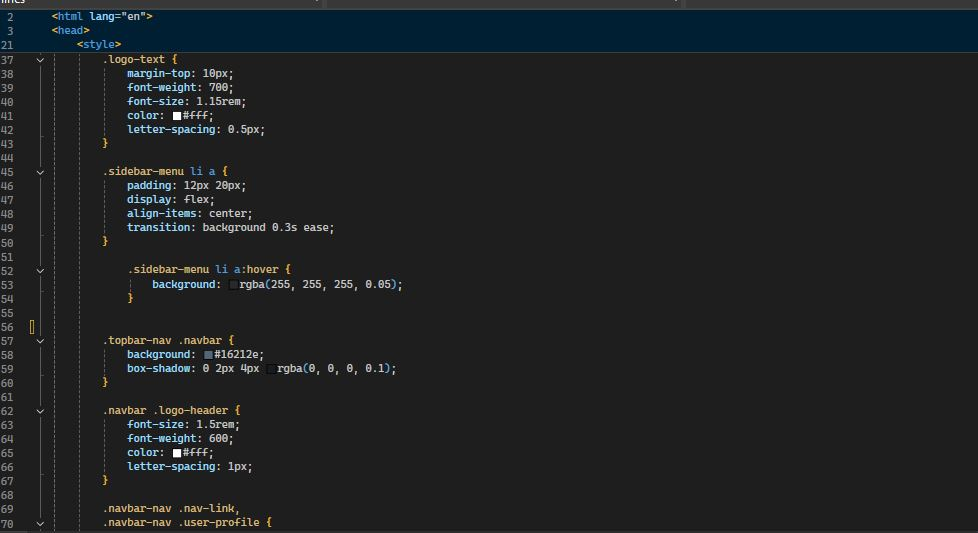 2 <html lang="en">
3 <head>
21 <style>
37 .logo-text {
38 margin-top: 10px;
39 font-weight: 700;
40 font-size: 1.15rem;
41 color: #fff;
42 letter-spacing: 0.5px;
43 }
44
45 .sidebar-menu li a {
46 padding: 12px 20px;
47 display: flex;
48 align-items: center;
49 transition: background 0.3s ease;
50 }
51
52 .sidebar-menu li a:hover {
53 background: rgba(255, 255, 255, 0.05);
54 }
55
56
57 .topbar-nav .navbar {
58 background: #16212e;
59 box-shadow: 0 2px 4px rgba(0, 0, 0, 0.1);
60 }
61
62 .navbar .logo-header {
63 font-size: 1.5rem;
64 font-weight: 600;
65 color: #fff;
66 letter-spacing: 1px;
67 }
68
69 .navbar-nav .nav-link,
70 .navbar-nav .user-profile {